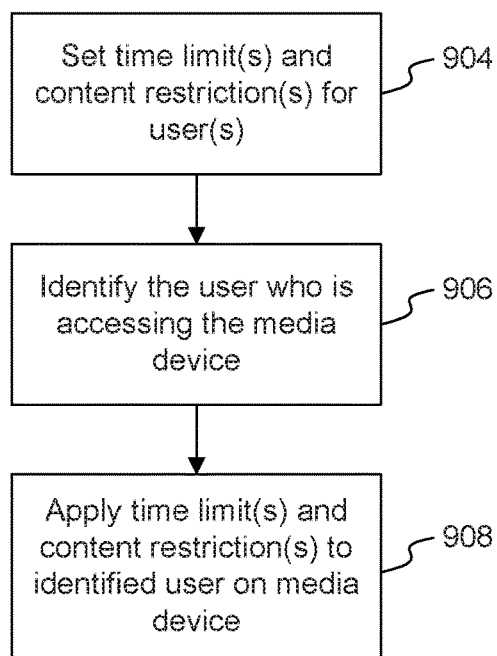 Set time limit(s) and
content restriction(s) for
user(s)
904
Identify the user who is
accessing the media
device
906
Apply time limit(s) and
content restriction(s) to
identified user on media
device
908